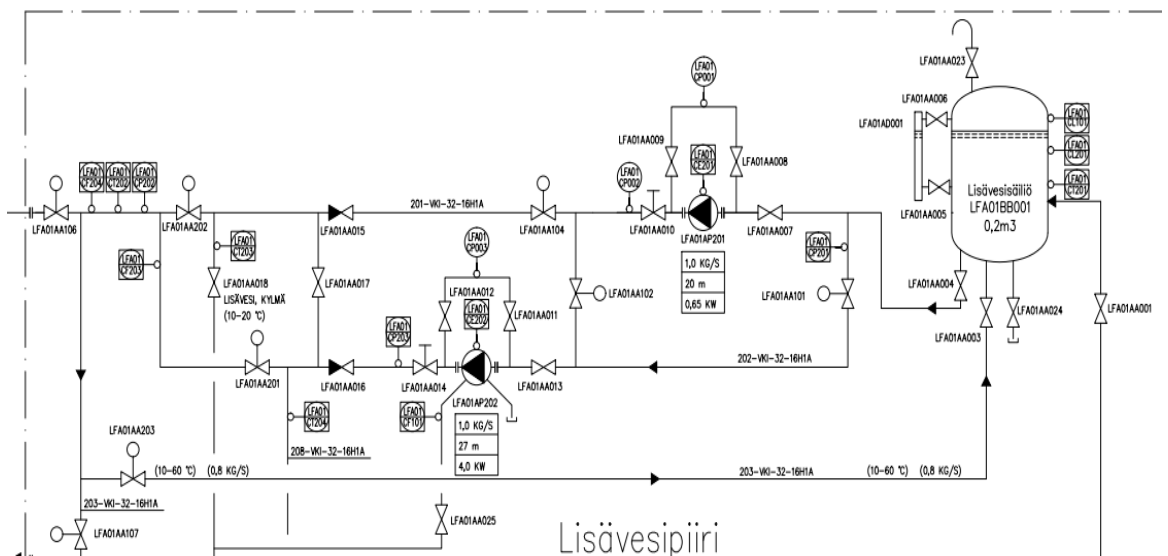 LFA01AA023
LFA01
CP001
LFA01AA006
LFA01AD001
LFA01
CL101
LFA01AA009
LFA01
CE201
LFA01AA008
LFA01
CL201
LFA01
CF204
LFA01
CT202
LFA01
CP202
LFA01
CP002
LFA01
CT201
Lisävesisäiliö
LFA01BB001
0,2m3
201-VKI-32-16H1A
LFA01AA005
LFA01AA106
LFA01AA202
LFA01AA015
LFA01AA104
LFA01AA010
LFA01AP201
LFA01AA007
LFA01
CT203
LFA01
CP003
LFA01
CP201
LFA01
CF203
1,0 KG/S
20 m
0,65 KW
LFA01AA018
LISÄVESI, KYLMÄ
(10-20 °C)
LFA01AA017
LFA01AA012
LFA01
CE202
LFA01AA011
LFA01AA102
LFA01AA101
LFA01AA004
LFA01AA024
LFA01AA001
LFA01AA003
LFA01
CP203
202-VKI-32-16H1A
LFA01AA201
LFA01AA016
LFA01AA014
LFA01AA013
LFA01AP202
LFA01
CT204
LFA01
CF101
1,0 KG/S
27 m
4,0 KW
LFA01AA203
208-VKI-32-16H1A
(10-60 °C)
(0,8 KG/S)
203-VKI-32-16H1A
(10-60 °C)
(0,8 KG/S)
203-VKI-32-16H1A
LFA01AA107
LFA01AA025
Lisävesipiiri